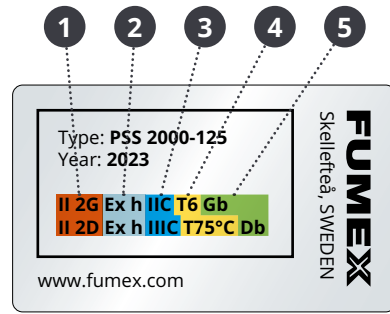 1 2 3 4 5
Type: PSS 2000-125
Year: 2023
II 2G Ex h IIC T6 Gb
II 2D Ex h IIIC T75°C Db
www.fumex.com
FUMEX
Skellefteå, SWEDEN